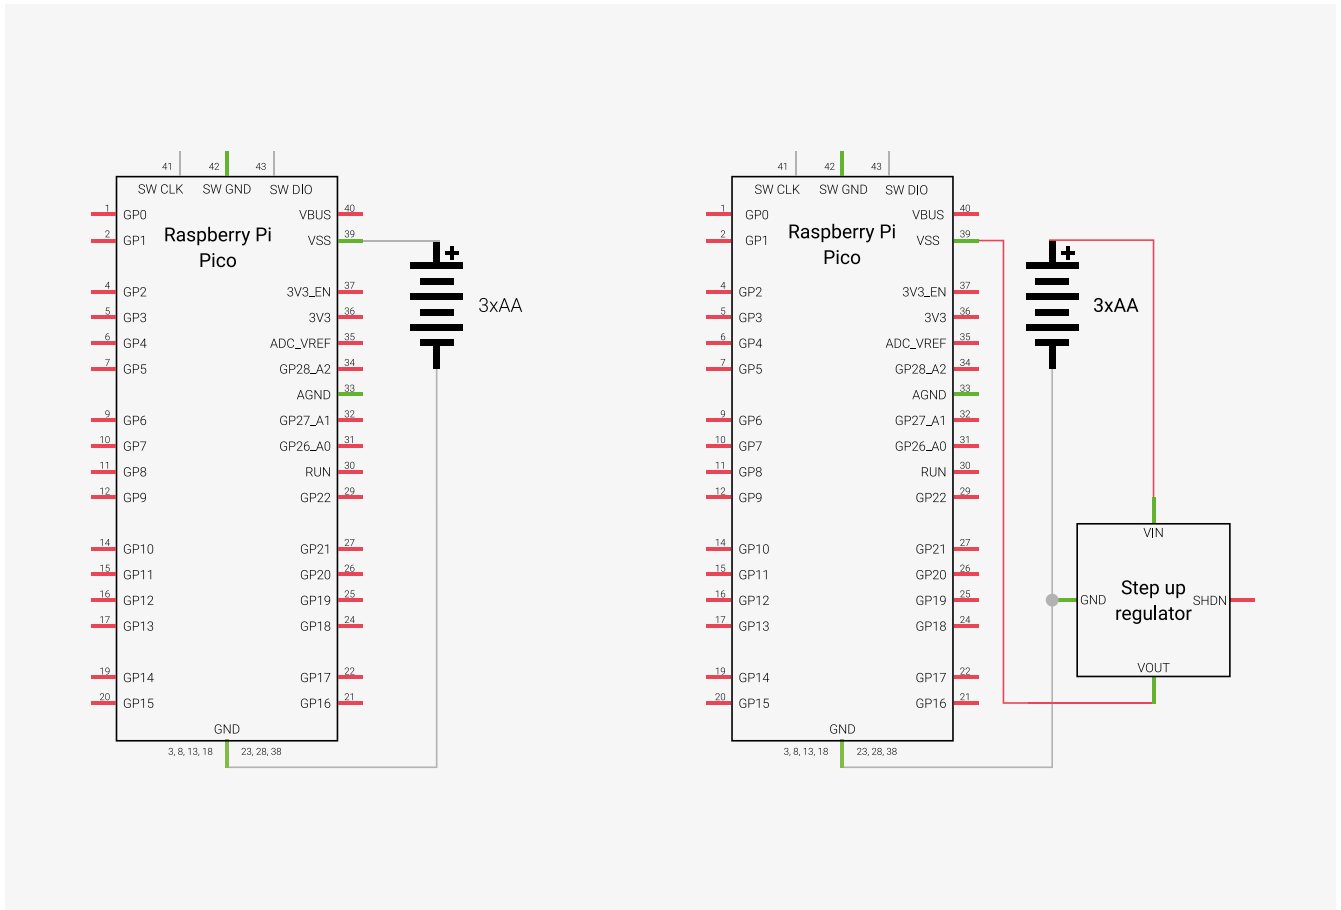 41 42 43
SW CLK SW GND SW DIO
1 GP0 VBUS 40
2 GP1 VSS 39
Raspberry Pi
Pico
+
4 GP2 3V3_EN 37
5 GP3 3V3 36
3xAA
6 GP4 ADC_VREF 35
7 GP5 GP28_A2 34
AGND 33
9 GP6 GP27_A1 32
10 GP7 GP26_A0 31
11 GP8 RUN 30
12 GP9 GP22 29
14 GP10 GP21 27
15 GP11 GP20 26
16 GP12 GP19 25
17 GP13 GP18 24
19 GP14 GP17 22
20 GP15 GP16 21
GND
3, 8, 13, 18 23, 28, 38
41 42 43
SW CLK SW GND SW DIO
1 GP0 VBUS 40
2 GP1 VSS 39
Raspberry Pi
Pico
+
4 GP2 3V3_EN 37
5 GP3 3V3 36
3xAA
6 GP4 ADC_VREF 35
7 GP5 GP28_A2 34
AGND 33
9 GP6 GP27_A1 32
10 GP7 GP26_A0 31
11 GP8 RUN 30
12 GP9 GP22 29
14 GP10 GP21 27
15 GP11 GP20 26
16 GP12 GP19 25
17 GP13 GP18 24
19 GP14 GP17 22
20 GP15 GP16 21
GND
3, 8, 13, 18 23, 28, 38
VIN
Step up
regulator
GND SHDN
VOUT